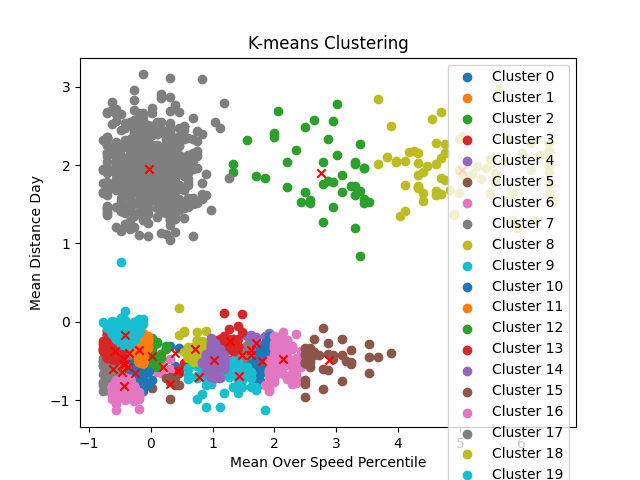 K-means Clustering
Mean Distance Day
3
2
1
0
−1
−1
0
1
2
3
4
5
6
Mean Over Speed Percentile
Cluster 0
Cluster 1
Cluster 2
Cluster 3
Cluster 4
Cluster 5
Cluster 6
Cluster 7
Cluster 8
Cluster 9
Cluster 10
Cluster 11
Cluster 12
Cluster 13
Cluster 14
Cluster 15
Cluster 16
Cluster 17
Cluster 18
Cluster 19